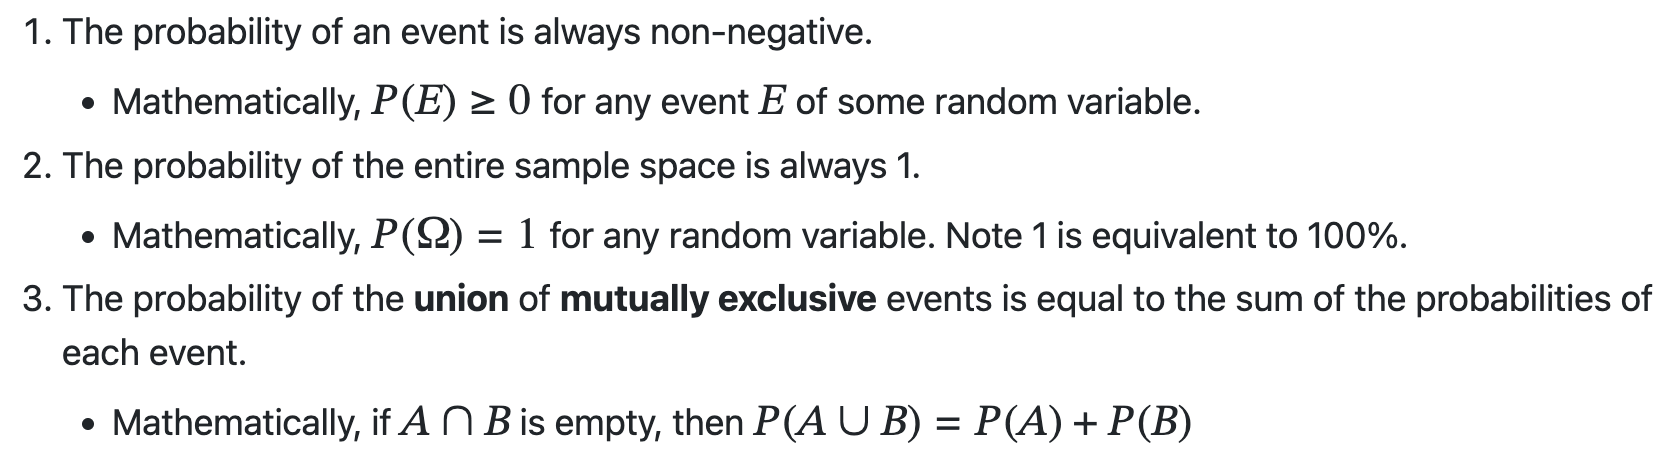 1. The probability of an event is always non-negative.
• Mathematically, P(E) ≥ 0 for any event E of some random variable.
2. The probability of the entire sample space is always 1.
• Mathematically, P(Ω) = 1 for any random variable. Note 1 is equivalent to 100%.
3. The probability of the union of mutually exclusive events is equal to the sum of the probabilities of
each event.
• Mathematically, if A ∩ B is empty, then P(A ∪ B) = P(A) + P(B)